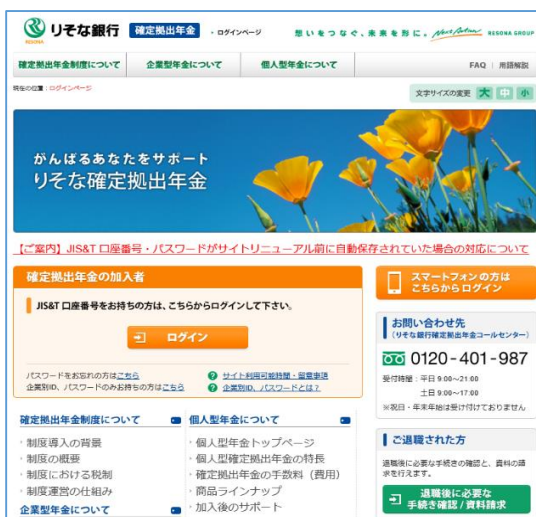 りそな銀行 確定拠出年金 ・ログインページ 想いをつなぐ、未来を形に。 Next Action RESONA GROUP
RESONA
確定拠出年金制度について 企業型年金について 個人型年金について FAQ | 用語解説
現在の位置:ログインページ
文字サイズの変更 大 中 小
がんばるあなたをサポート
りそな確定拠出年金
【ご案内】JIS&T 口座番号・パスワードがサイトリニューアル前に自動保存されていた場合の対応について
確定拠出年金の加入者
JIS&T 口座番号をお持ちの方は、こちらからログインして下さい。
ログイン
パスワードをお忘れの方はこちら
企業別ID、パスワードのみお持ちの方はこちら
サイト利用可能時間・留意事項
企業別ID、パスワードとは?
確定拠出年金制度について
・制度導入の背景
・制度の概要
・制度における税制
・制度運営の仕組み
企業型年金について
個人型年金について
・個人型年金トップページ
・個人型確定拠出年金の特長
・確定拠出年金の手数料(費用)
・商品ラインナップ
・加入後のサポート
スマートフォンの方は
こちらからログイン
お問い合わせ先
(りそな銀行確定拠出年金コールセンター)
0120-401-987
受付時間:平日 9:00~21:00
土日 9:00~17:00
※祝日・年末年始は受け付けておりません
ご退職された方
退職後に必要な手続きの確認と、資料の請
求を行えます。
退職後に必要な
手続き確認/資料請求